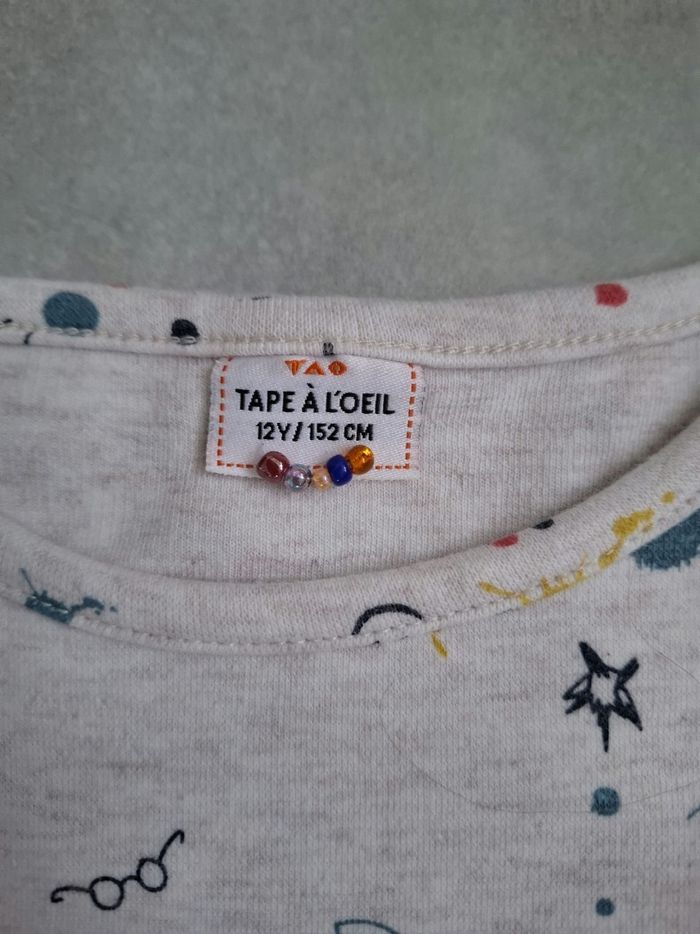 TAO
TAPE À L'OEIL
12Y/ 152 CM